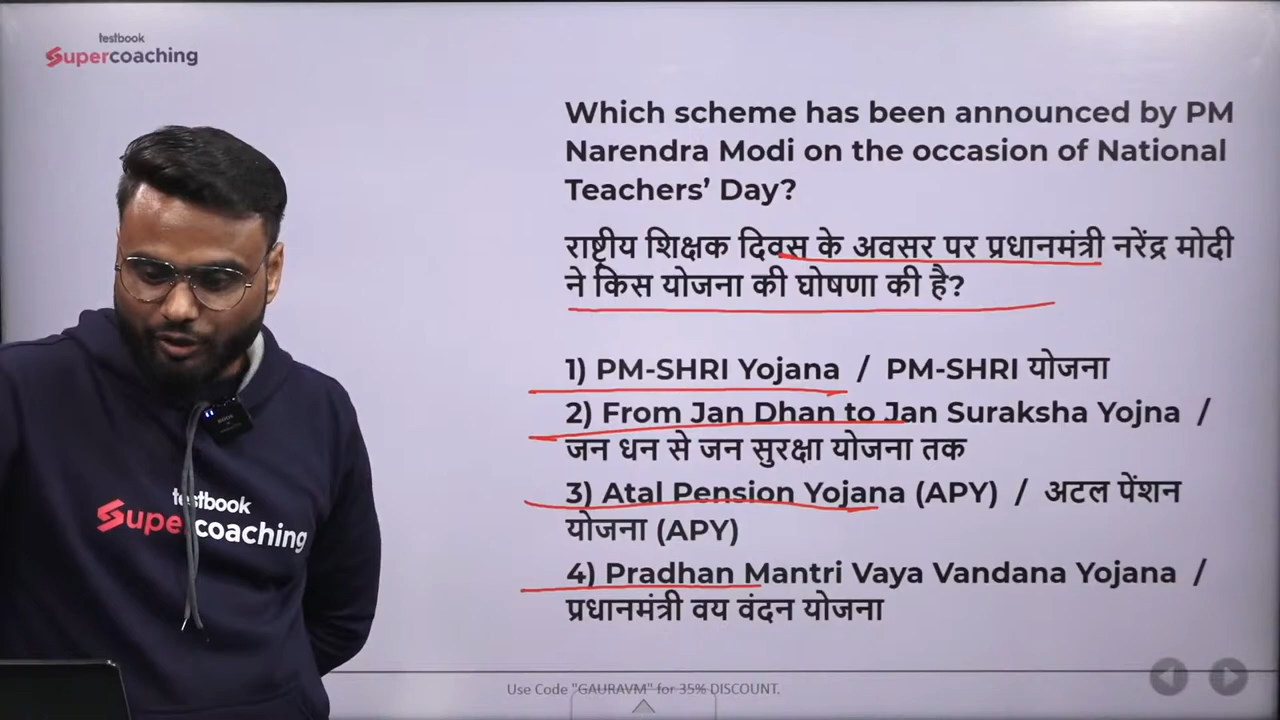 testbook
Supercoaching
Which scheme has been announced by PM
Narendra Modi on the occasion of National
Teachers’ Day?
राष्ट्रीय शिक्षक दिवस के अवसर पर प्रधानमंत्री नरेंद्र मोदी
ने किस योजना की घोषणा की है?
1) PM-SHRI Yojana / PM-SHRI योजना
2) From Jan Dhan to Jan Suraksha Yojna /
जन धन से जन सुरक्षा योजना तक
3) Atal Pension Yojana (APY) / अटल पेंशन
योजना (APY)
4) Pradhan Mantri Vaya Vandana Yojana /
प्रधानमंत्री वय वंदन योजना
testbook
Supercoaching
Use Code "GAURAVM" for 35% DISCOUNT.